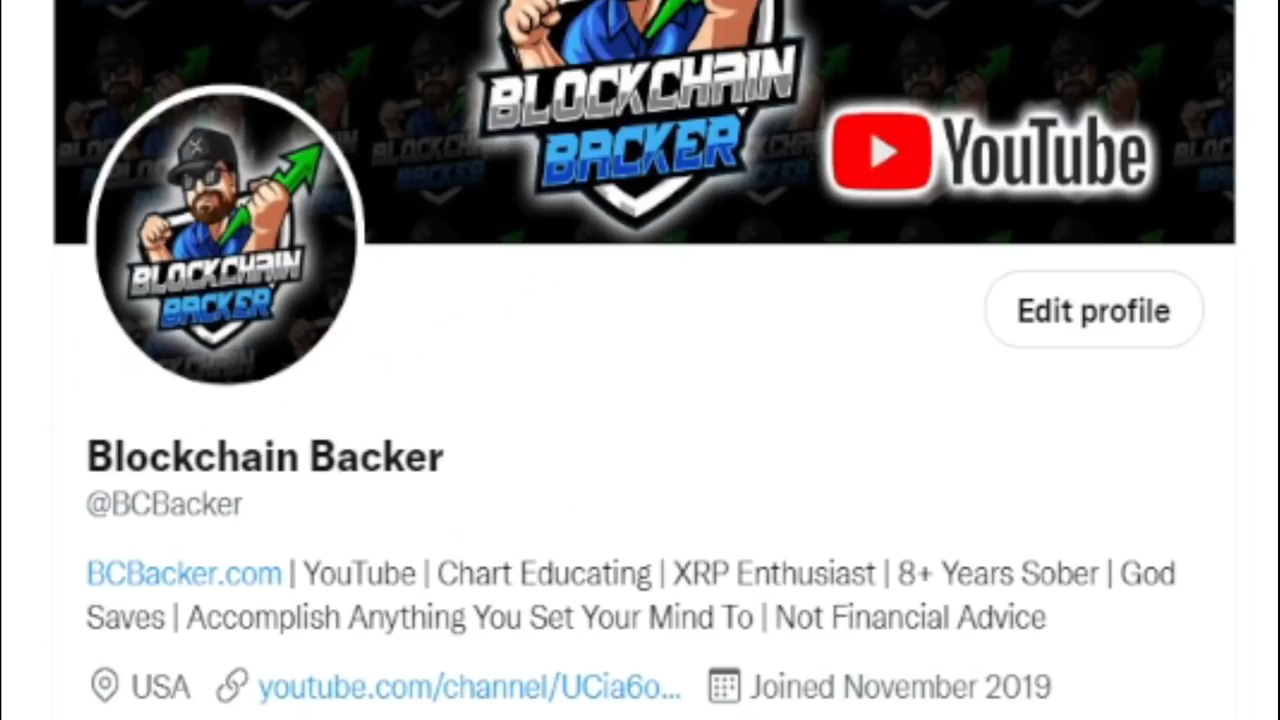 BLOCKCHAIN
BACKER
YouTube
BLOCKCHAIN
BACKER
Edit profile
Blockchain Backer
@BCBacker
BCBacker.com | YouTube | Chart Educating | XRP Enthusiast | 8+ Years Sober | God
Saves | Accomplish Anything You Set Your Mind To | Not Financial Advice
USA youtube.com/channel/UCia6o... Joined November 2019